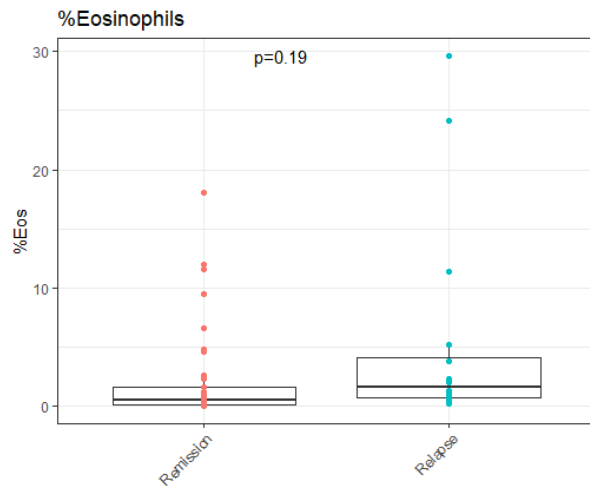 %Eosinophils
p=0.19
30
20
10
0
%Eos
Remission
Relapse